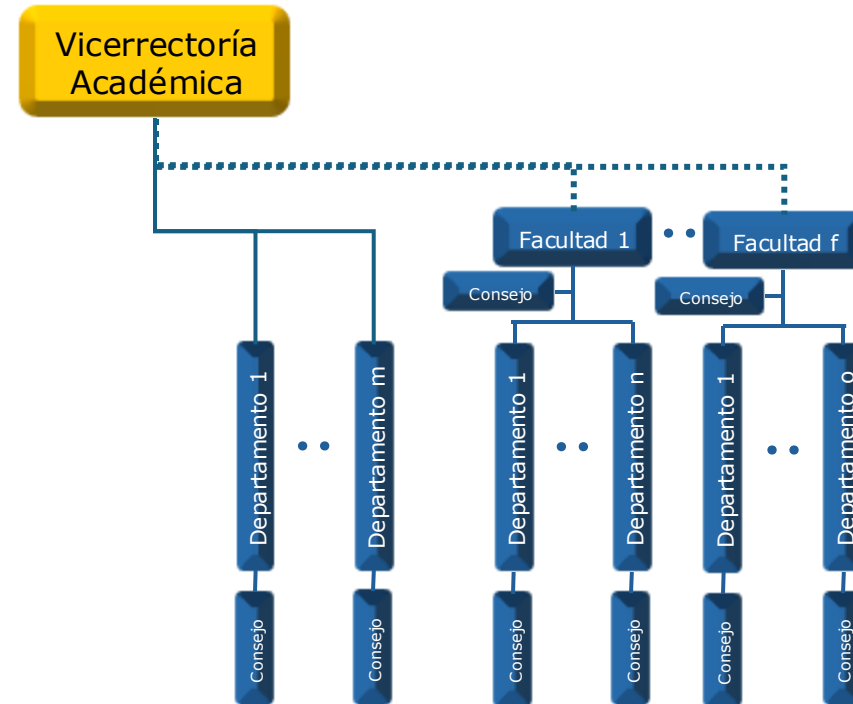 Vicerrectoría
Académica
Facultad 1
Facultad f
Consejo
Consejo
Departamento 1
Departamento m
Departamento 1
Departamento n
Departamento 1
Departamento o
Consejo
Consejo
Consejo
Consejo
Consejo
Consejo